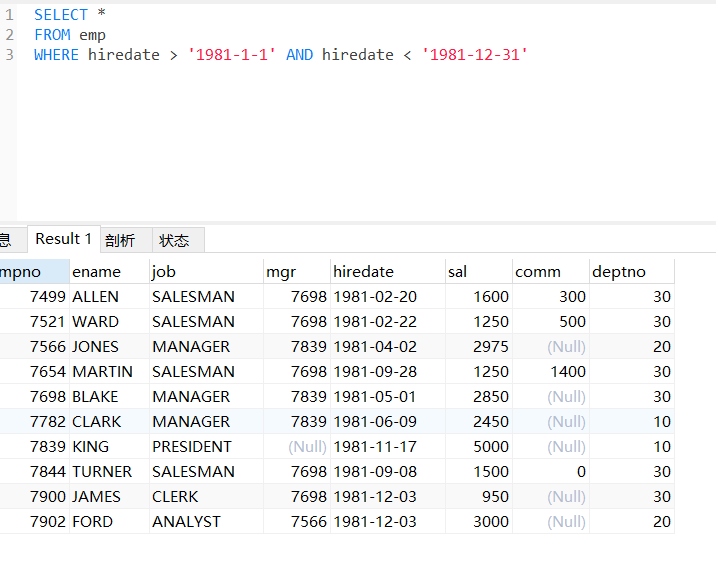 1 SELECT *
2 FROM emp
3 WHERE hiredate > '1981-1-1' AND hiredate < '1981-12-31'
息 Result 1 剖析 状态
mpno ename job mgr hiredate sal comm deptno
7499 ALLEN SALESMAN 7698 1981-02-20 1600 300 30
7521 WARD SALESMAN 7698 1981-02-22 1250 500 30
7566 JONES MANAGER 7839 1981-04-02 2975 (Null) 20
7654 MARTIN SALESMAN 7698 1981-09-28 1250 1400 30
7698 BLAKE MANAGER 7839 1981-05-01 2850 (Null) 30
7782 CLARK MANAGER 7839 1981-06-09 2450 (Null) 10
7839 KING PRESIDENT (Null) 1981-11-17 5000 (Null) 10
7844 TURNER SALESMAN 7698 1981-09-08 1500 0 30
7900 JAMES CLERK 7698 1981-12-03 950 (Null) 30
7902 FORD ANALYST 7566 1981-12-03 3000 (Null) 20